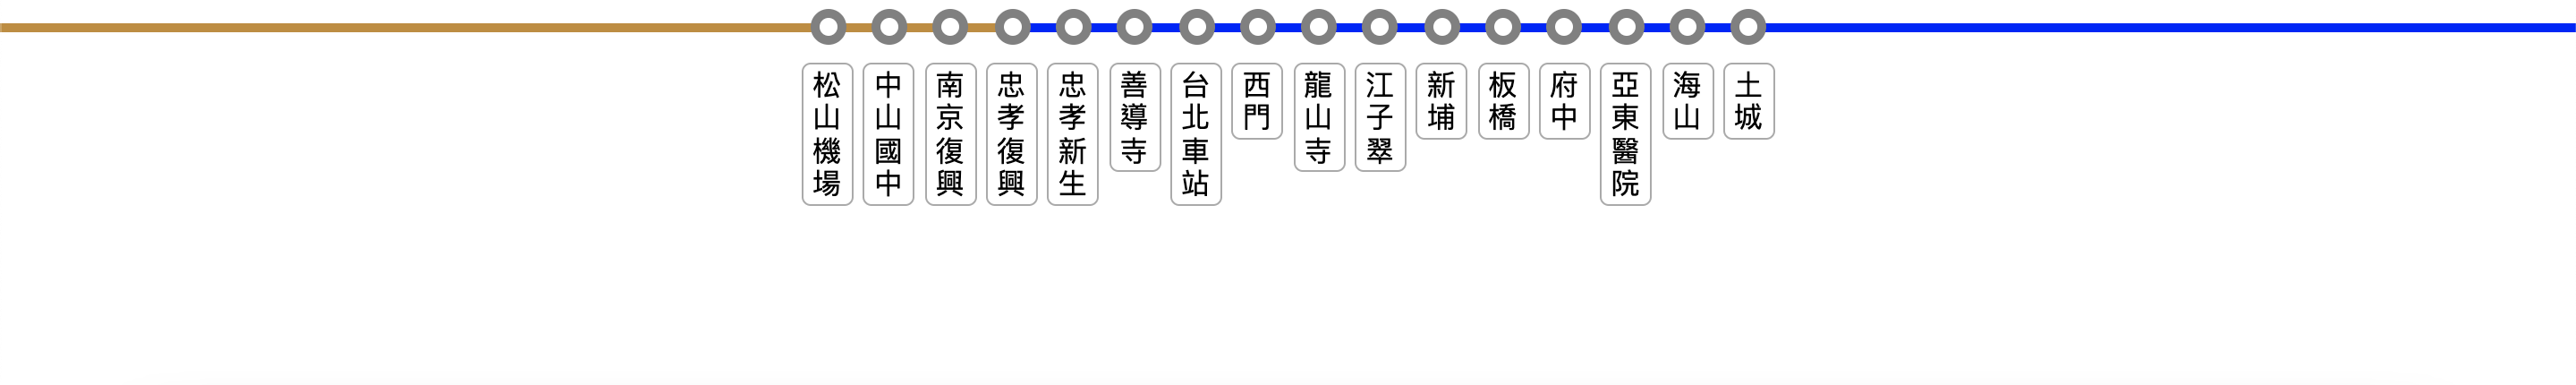 松山機場
中山國中
南京復興
忠孝復興
忠孝新生
善導寺
台北車站
西門
龍山寺
江子翠
新埔
板橋
府中
亞東醫院
海山
土城